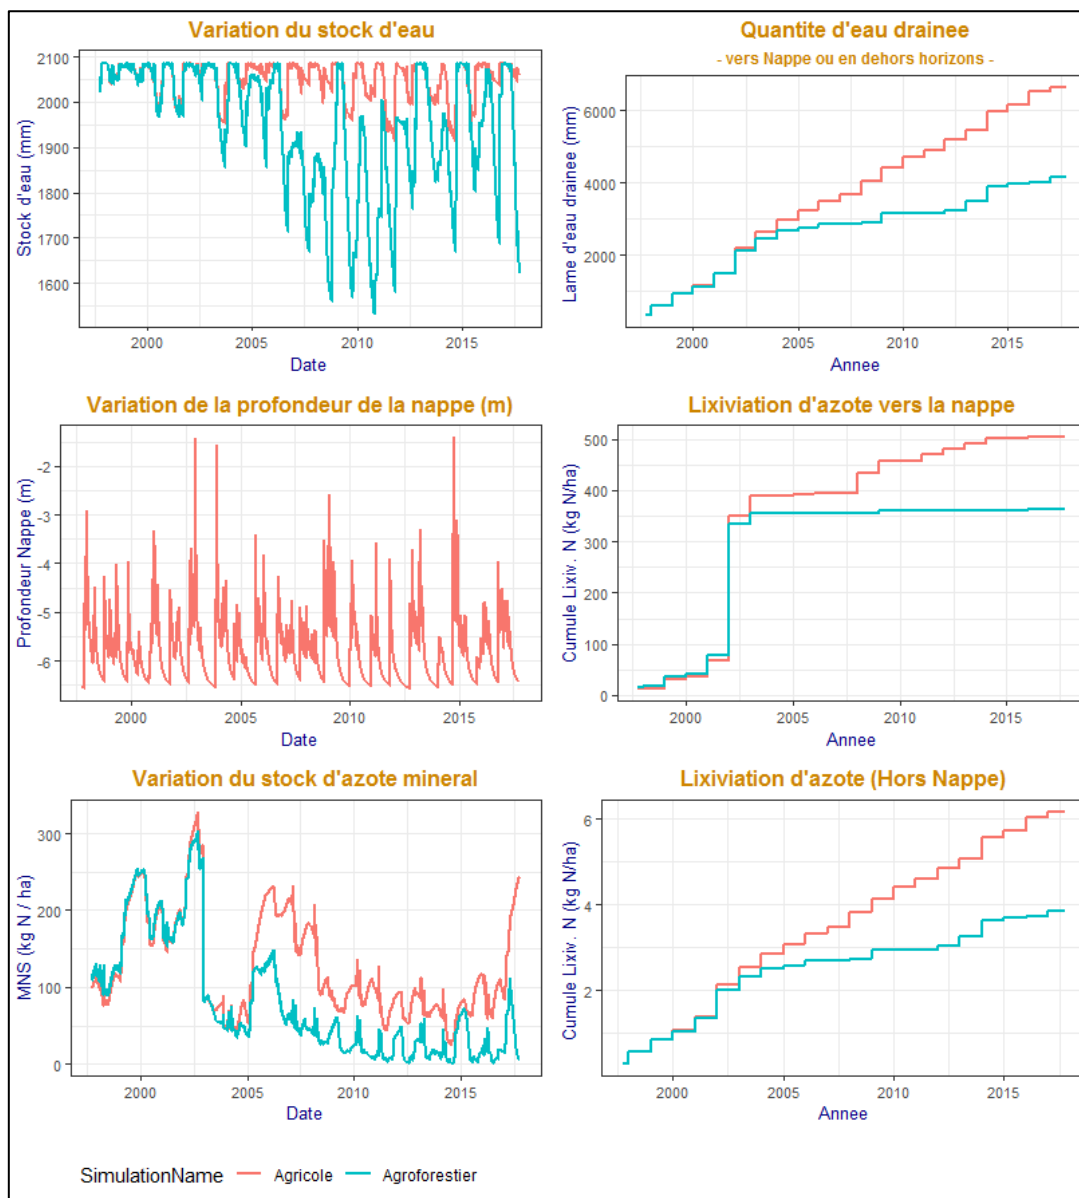 Variation du stock d'eau
Stock d'eau (mm)
2100
2000
1900
1800
1700
1600
2000 2005 2010 2015
Date
Quantite d'eau drainee
- vers Nappe ou en dehors horizons -
Lame d'eau drainee (mm)
6000
4000
2000
2000 2005 2010 2015
Annee
Variation de la profondeur de la nappe (m)
Profondeur Nappe (m)
-2
-3
-4
-5
-6
2000 2005 2010 2015
Date
Lixiviation d'azote vers la nappe
Cumule Lixiv. N (kg N/ha)
500
400
300
200
100
0
2000 2005 2010 2015
Annee
Variation du stock d'azote mineral
MNS (kg N / ha)
300
200
100
0
2000 2005 2010 2015
Date
Lixiviation d'azote (Hors Nappe)
Cumule Lixiv. N (kg N/ha)
6
4
2
2000 2005 2010 2015
Annee
SimulationName Agricole Agroforestier